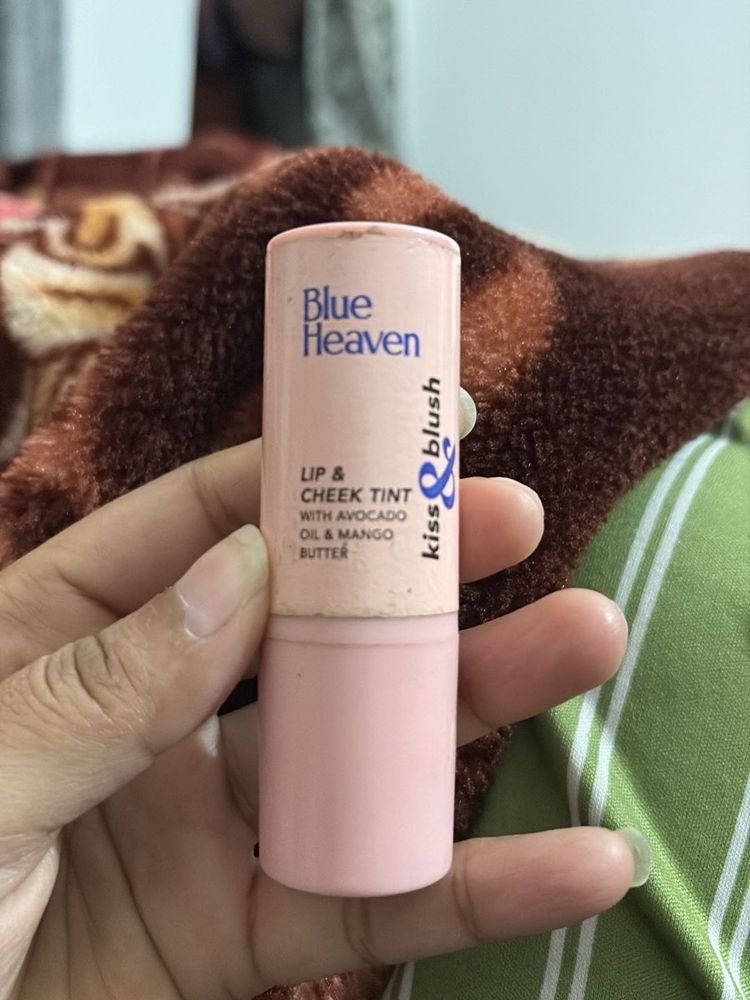 Blue
Heaven
LIP &
CHEEK TINT
WITH AVOCADO
OIL & MANGO
BUTTER
kiss & blush